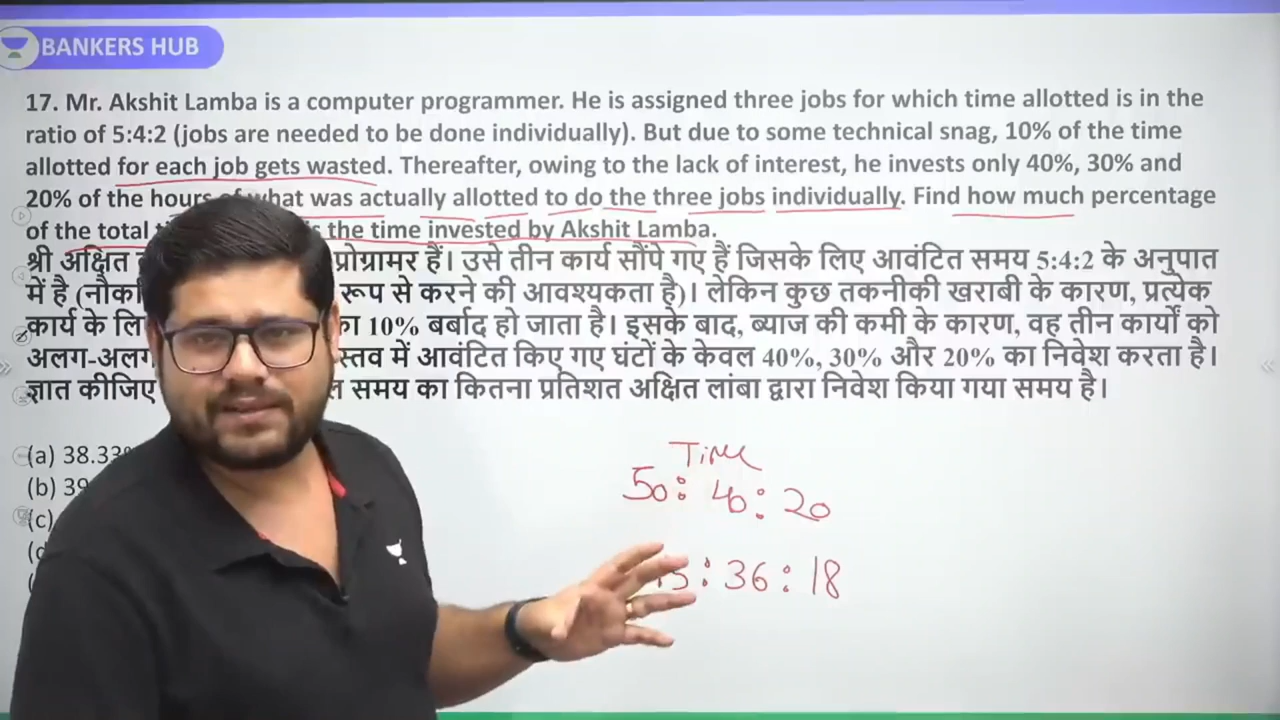 BANKERS HUB
17. Mr. Akshit Lamba is a computer programmer. He is assigned three jobs for which time allotted is in the
ratio of 5:4:2 (jobs are needed to be done individually). But due to some technical snag, 10% of the time
allotted for each job gets wasted. Thereafter, owing to the lack of interest, he invests only 40%, 30% and
20% of the hours of what was actually allotted to do the three jobs individually. Find how much percentage
of the total is the time invested by Akshit Lamba.
श्री अक्षित प्रोग्रामर हैं। उसे तीन कार्य सौंपे गए हैं जिसके लिए आवंटित समय 5:4:2 के अनुपात
में है रूप से करने की आवश्यकता है)। लेकिन कुछ तकनीकी खराबी के कारण, प्रत्येक
कार्य के का 10% बर्बाद हो जाता है। इसके बाद, ब्याज की कमी के कारण, वह तीन कार्यों को
में आवंटित किए गए घंटों के केवल 40%, 30% और 20% का निवेश करता है।
ज्ञात कीजिए समय का कितना प्रतिशत अक्षित लांबा द्वारा निवेश किया गया समय है।
(a) 38.33
(b) 39
(c)
Time
50 : 40 : 20
: 36 : 18